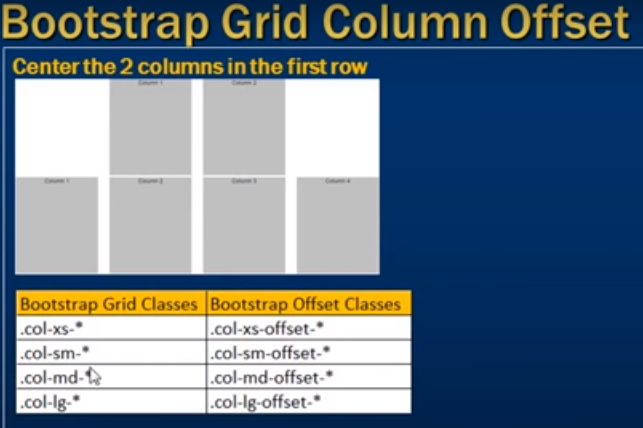 Bootstrap Grid Column Offset
Center the 2 columns in the first row
Column 1 Column 2
Column 1 Column 2 Column 3 Column 4
Bootstrap Grid Classes Bootstrap Offset Classes
.col-xs-* .col-xs-offset-*
.col-sm-* .col-sm-offset-*
.col-md-* .col-md-offset-*
.col-lg-* .col-lg-offset-*